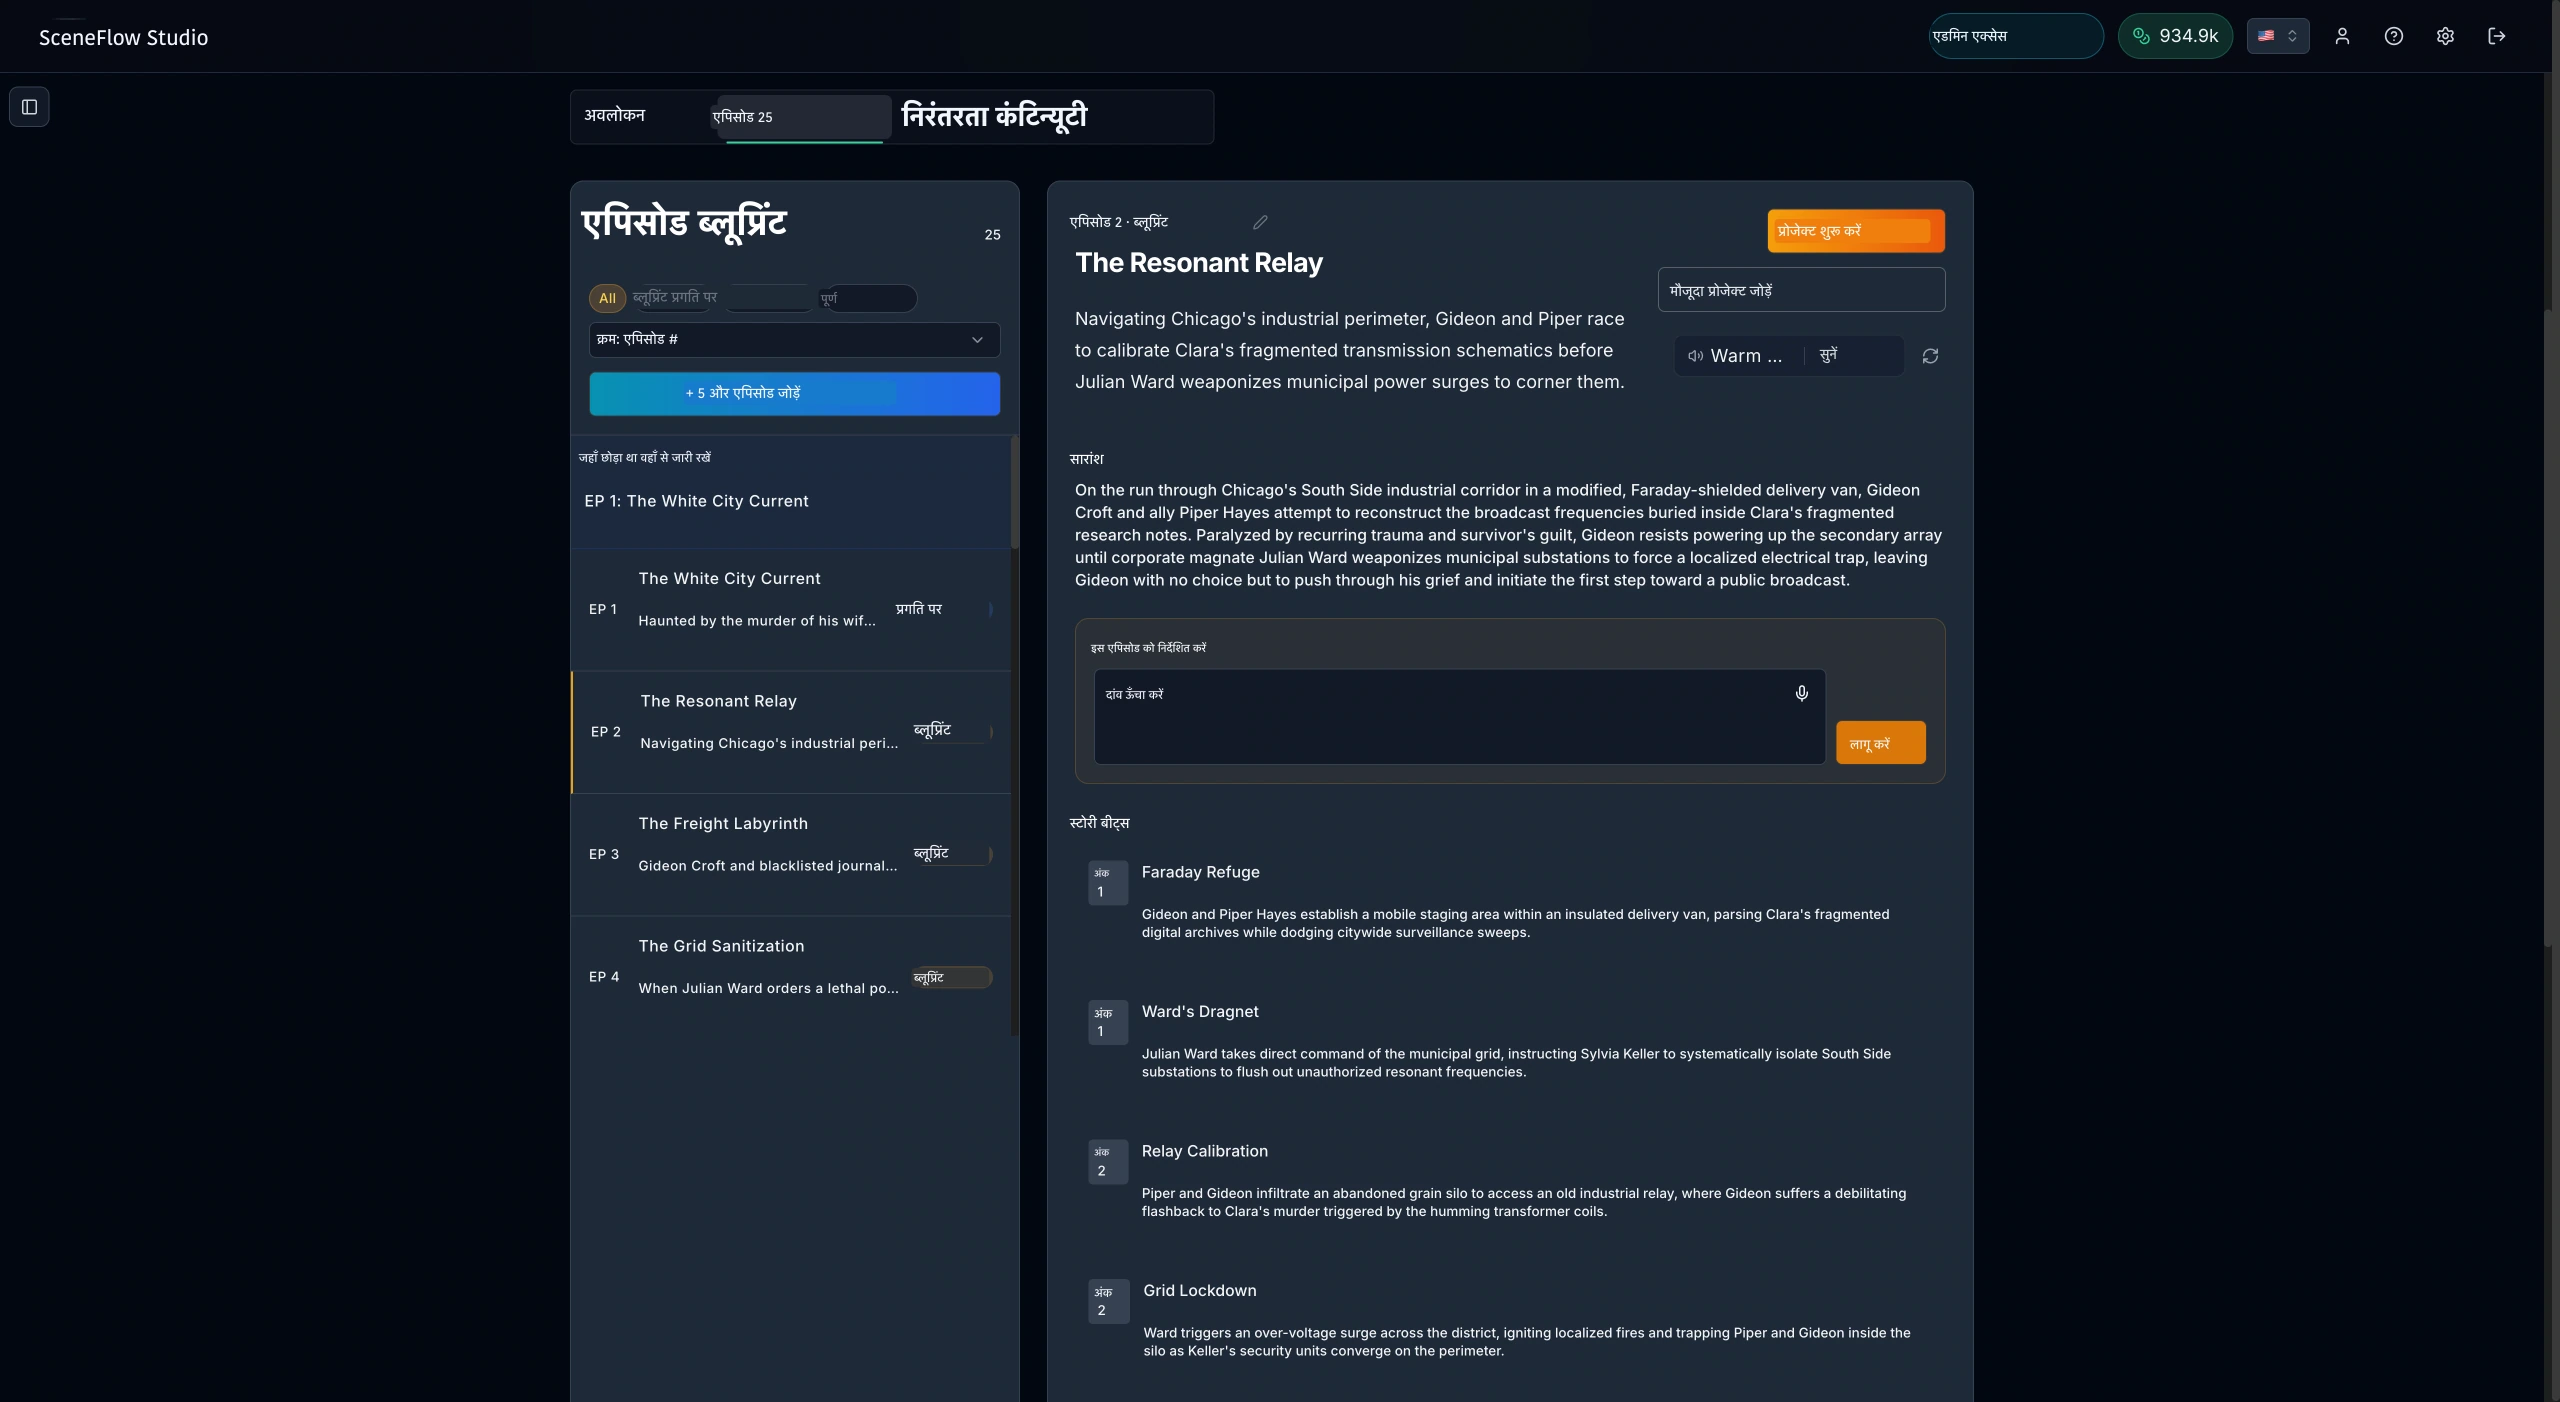 SceneFlow Studio
एडमिन एक्सेस
934.9k
अवलोकन
एपिसोड 25
निरंतरता कंटिन्यूटी
एपिसोड ब्लूप्रिंट
25
All
ब्लूप्रिंट प्रगति पर
पूर्ण
क्रम: एपिसोड #
+ 5 और एपिसोड जोड़ें
जहाँ छोड़ा था वहाँ से जारी रखें
EP 1: The White City Current
The White City Current
EP 1
प्रगति पर
Haunted by the murder of his wif...
The Resonant Relay
EP 2
ब्लूप्रिंट
Navigating Chicago's industrial peri...
The Freight Labyrinth
EP 3
ब्लूप्रिंट
Gideon Croft and blacklisted journal...
The Grid Sanitization
EP 4
ब्लूप्रिंट
When Julian Ward orders a lethal po...
एपिसोड 2 · ब्लूप्रिंट
प्रोजेक्ट शुरू करें
The Resonant Relay
मौजूदा प्रोजेक्ट जोड़ें
Navigating Chicago's industrial perimeter, Gideon and Piper race
to calibrate Clara's fragmented transmission schematics before
Julian Ward weaponizes municipal power surges to corner them.
Warm ...
सुनें
सारांश
On the run through Chicago's South Side industrial corridor in a modified, Faraday-shielded delivery van, Gideon
Croft and ally Piper Hayes attempt to reconstruct the broadcast frequencies buried inside Clara's fragmented
research notes. Paralyzed by recurring trauma and survivor's guilt, Gideon resists powering up the secondary array
until corporate magnate Julian Ward weaponizes municipal substations to force a localized electrical trap, leaving
Gideon with no choice but to push through his grief and initiate the first step toward a public broadcast.
इस एपिसोड को निर्देशित करें
दांव ऊँचा करें
लागू करें
स्टोरी बीट्स
अंक
1
Faraday Refuge
Gideon and Piper Hayes establish a mobile staging area within an insulated delivery van, parsing Clara's fragmented
digital archives while dodging citywide surveillance sweeps.
अंक
1
Ward's Dragnet
Julian Ward takes direct command of the municipal grid, instructing Sylvia Keller to systematically isolate South Side
substations to flush out unauthorized resonant frequencies.
अंक
2
Relay Calibration
Piper and Gideon infiltrate an abandoned grain silo to access an old industrial relay, where Gideon suffers a debilitating
flashback to Clara's murder triggered by the humming transformer coils.
अंक
2
Grid Lockdown
Ward triggers an over-voltage surge across the district, igniting localized fires and trapping Piper and Gideon inside the
silo as Keller's security units converge on the perimeter.